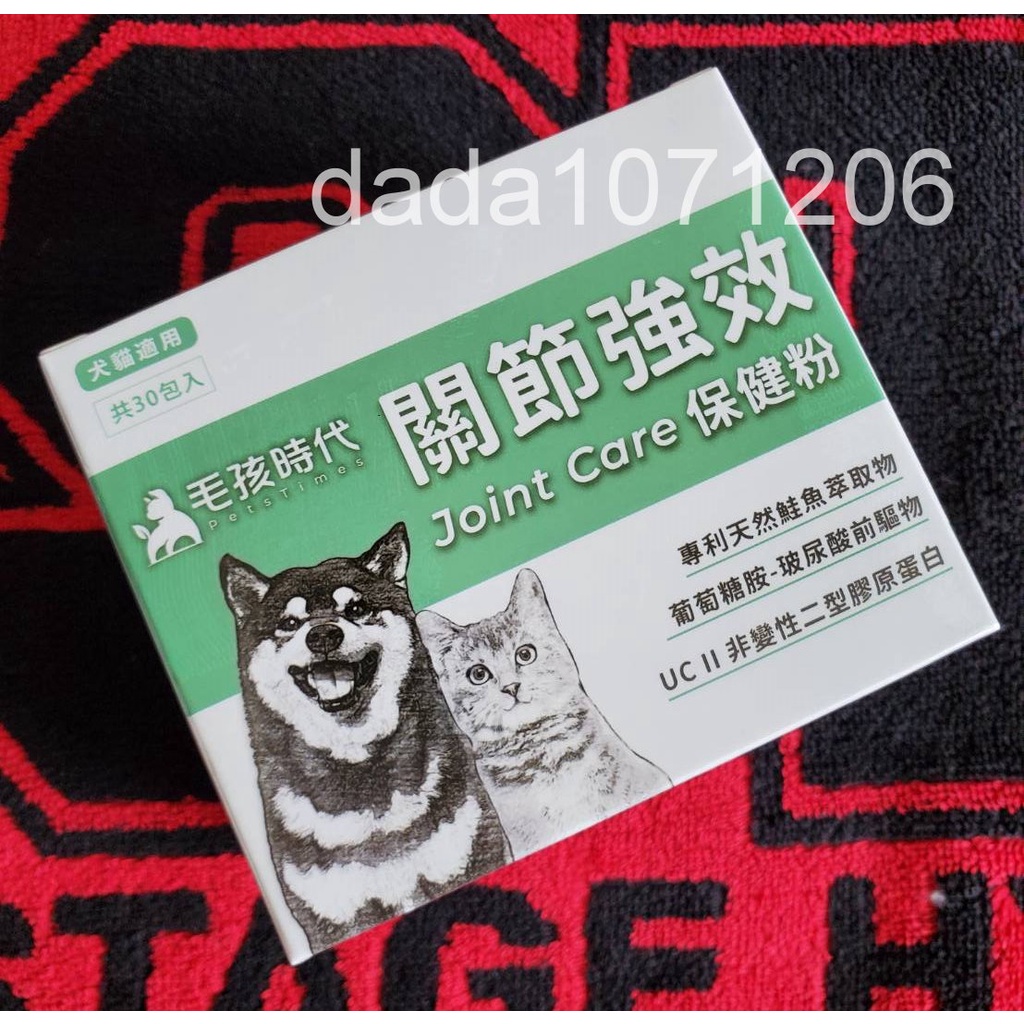 dada1071206
犬貓適用
共30包入
毛孩時代
PetsTimes
關節強效
Joint Care 保健粉
專利天然鮭魚萃取物
葡萄糖胺-玻尿酸前驅物
UC II 非變性二型膠原蛋白
STAGE HY